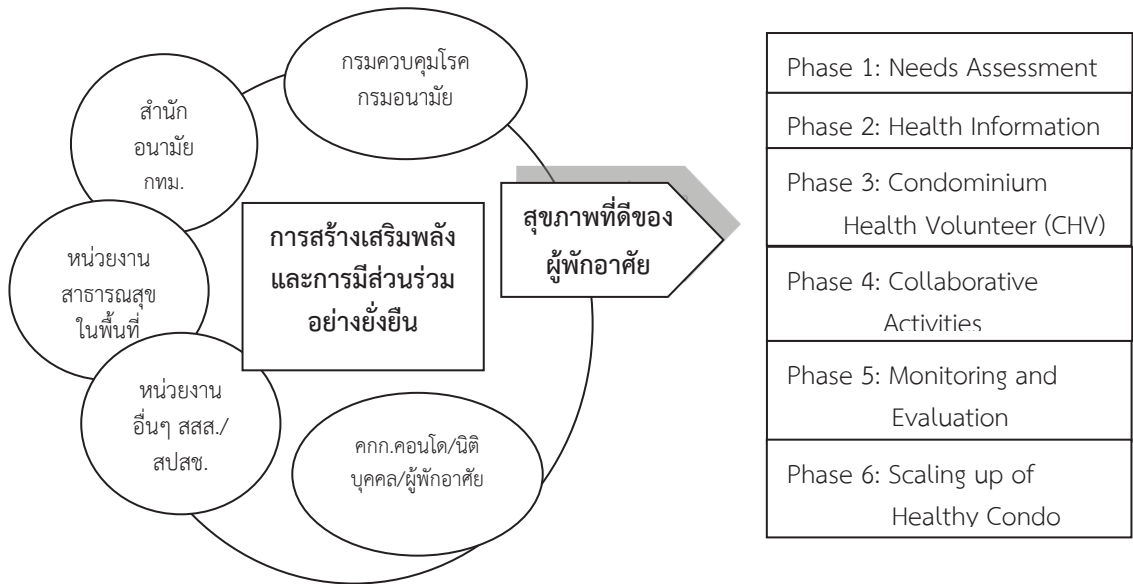 กรมควบคุมโรค
กรมอนามัย
สำนัก
อนามัย
กทม.
หน่วยงาน
สาธารณสุข
ในพื้นที่
หน่วยงาน
อื่นๆ สสส./
สปสช.
คกก.คอนโด/นิติ
บุคคล/ผู้พักอาศัย
การสร้างเสริมพลัง
และการมีส่วนร่วม
อย่างยั่งยืน
สุขภาพที่ดีของ
ผู้พักอาศัย
Phase 1: Needs Assessment
Phase 2: Health Information
Phase 3: Condominium
Health Volunteer (CHV)
Phase 4: Collaborative
Activities
Phase 5: Monitoring and
Evaluation
Phase 6: Scaling up of
Healthy Condo